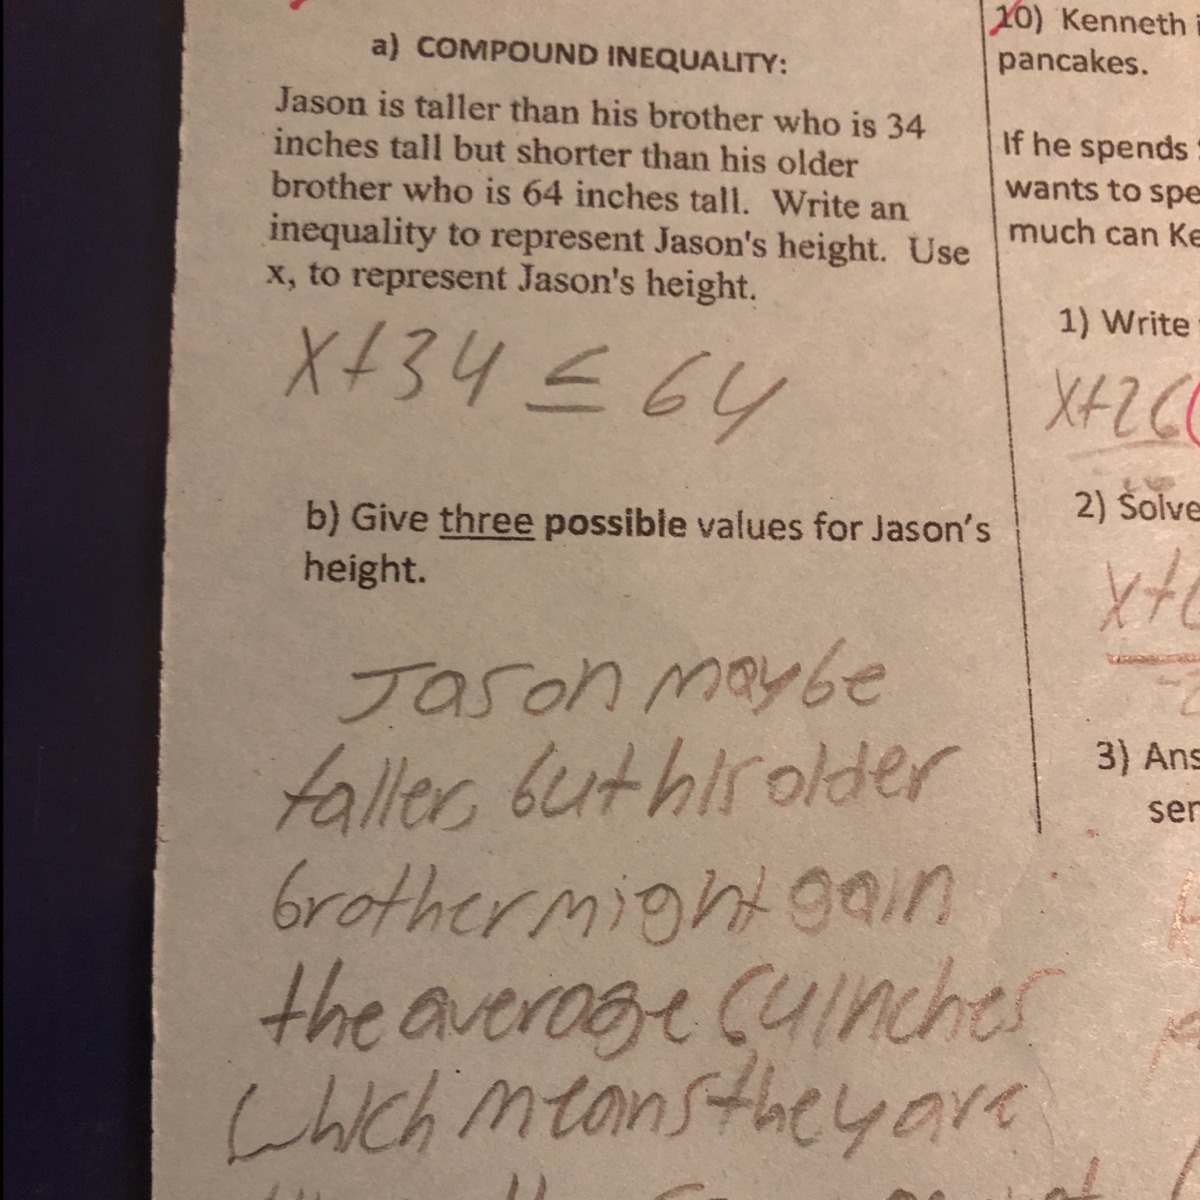 a) COMPOUND INEQUALITY:
Jason is taller than his brother who is 34
inches tall but shorter than his older
brother who is 64 inches tall. Write an
inequality to represent Jason's height. Use
x, to represent Jason's height.
x+34 ≤ 64
b) Give three possible values for Jason's
height.
Jason maybe
taller, but his older
brother might gain
the average 64 inches
which means they are
10) Kenneth
pancakes.
If he spends
wants to spe
much can Ke
1) Write
x+26
2) Solve
x+
3) Ans
ser